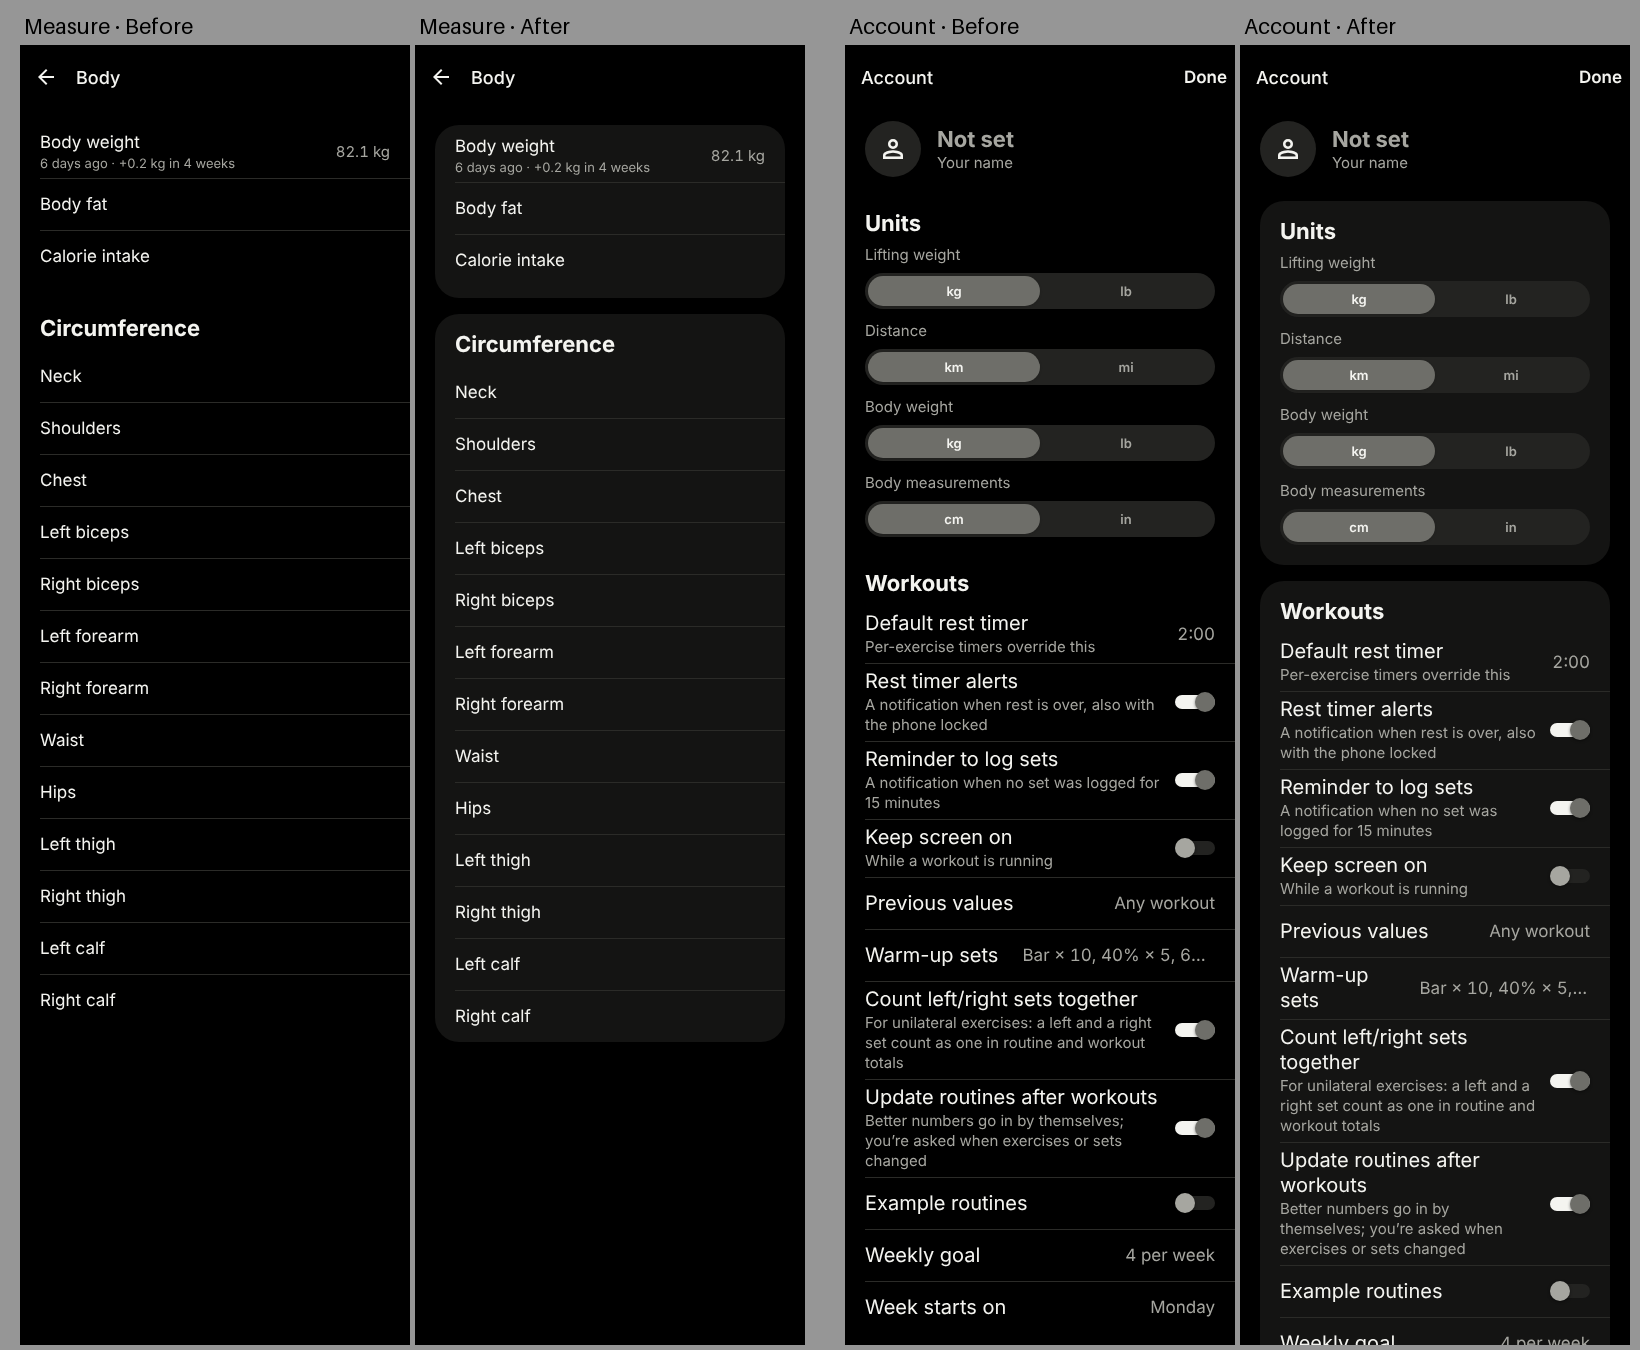 Measure · Before
Body
Body weight
6 days ago · +0.2 kg in 4 weeks
82.1 kg
Body fat
Calorie intake
Circumference
Neck
Shoulders
Chest
Left biceps
Right biceps
Left forearm
Right forearm
Waist
Hips
Left thigh
Right thigh
Left calf
Right calf
Measure · After
Body
Body weight
6 days ago · +0.2 kg in 4 weeks
82.1 kg
Body fat
Calorie intake
Circumference
Neck
Shoulders
Chest
Left biceps
Right biceps
Left forearm
Right forearm
Waist
Hips
Left thigh
Right thigh
Left calf
Right calf
Account · Before
Account
Done
Not set
Your name
Units
Lifting weight
kg lb
Distance
km mi
Body weight
kg lb
Body measurements
cm in
Workouts
Default rest timer
Per-exercise timers override this
2:00
Rest timer alerts
A notification when rest is over, also with
the phone locked
Reminder to log sets
A notification when no set was logged for
15 minutes
Keep screen on
While a workout is running
Previous values
Any workout
Warm-up sets
Bar × 10, 40% × 5, 6...
Count left/right sets together
For unilateral exercises: a left and a right
set count as one in routine and workout
totals
Update routines after workouts
Better numbers go in by themselves;
you’re asked when exercises or sets
changed
Example routines
Weekly goal
4 per week
Week starts on
Monday
Account · After
Account
Done
Not set
Your name
Units
Lifting weight
kg lb
Distance
km mi
Body weight
kg lb
Body measurements
cm in
Workouts
Default rest timer
Per-exercise timers override this
2:00
Rest timer alerts
A notification when rest is over, also
with the phone locked
Reminder to log sets
A notification when no set was
logged for 15 minutes
Keep screen on
While a workout is running
Previous values
Any workout
Warm-up
sets
Bar × 10, 40% × 5,...
Count left/right sets
together
For unilateral exercises: a left and a
right set count as one in routine and
workout totals
Update routines after
workouts
Better numbers go in by
themselves; you’re asked when
exercises or sets changed
Example routines
Weekly goal
4 per week